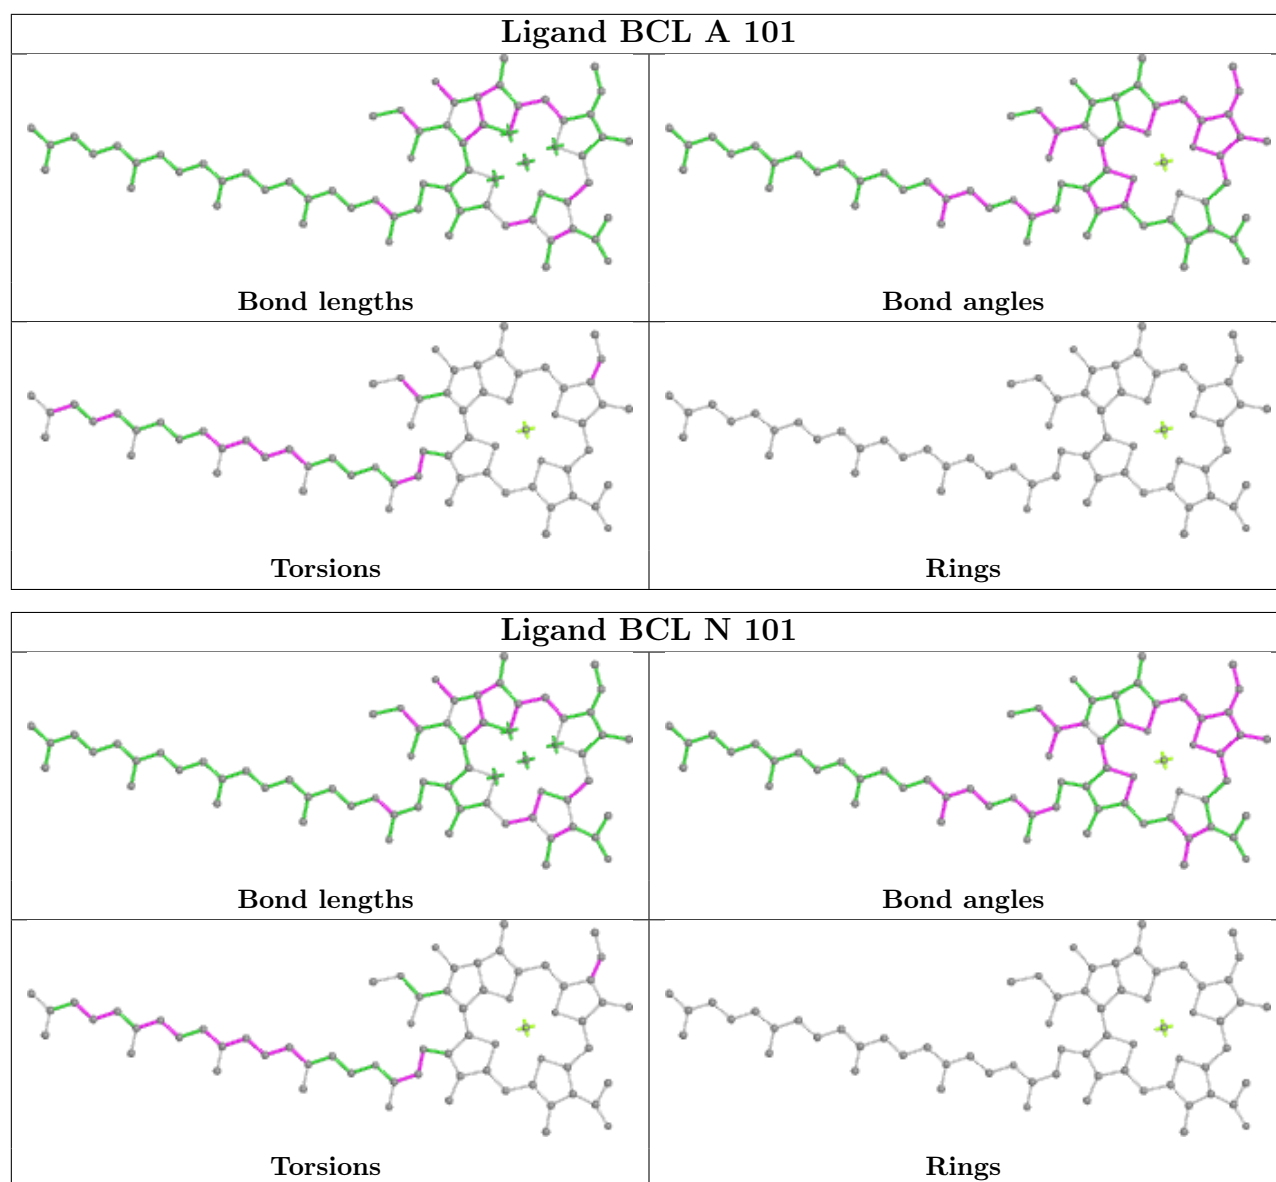 Ligand BCL A 101
Bond lengths
Bond angles
Torsions
Rings
Ligand BCL N 101
Bond lengths
Bond angles
Torsions
Rings